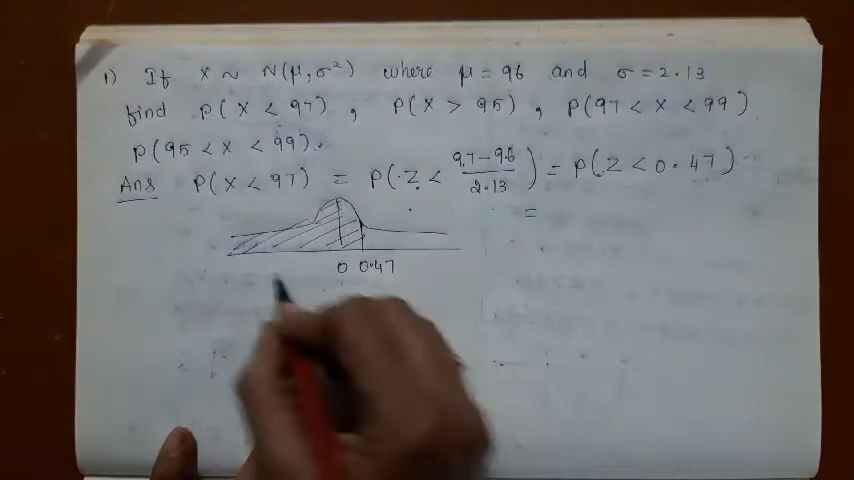 1) If X ~ N(μ, σ²) where μ = 96 and σ = 2.13
find P(X < 97) , P(X > 95) , P(97 < X < 99)
P(95 < X < 99).
Ans P(X < 97) = P(Z < 97-96/2.13) = P(Z < 0.47)
=
0 0.47